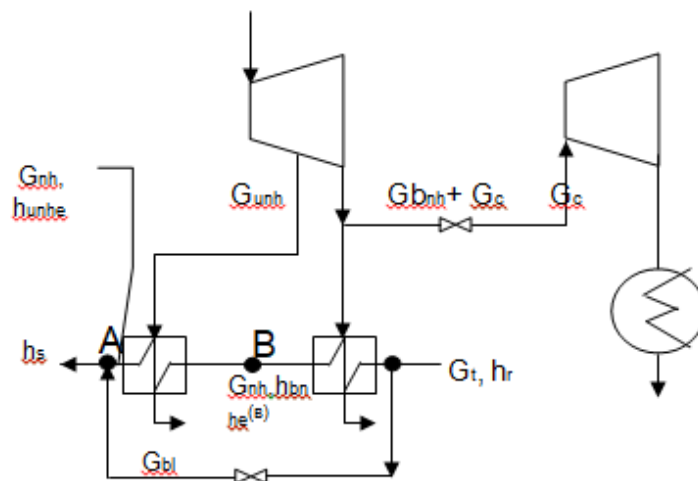 Gunh
Gbnh+ Gc
Gc
Gnh,
hunhe
A
B
hs
Gnh,hbn
he(в)
Gt, hr
Gbl